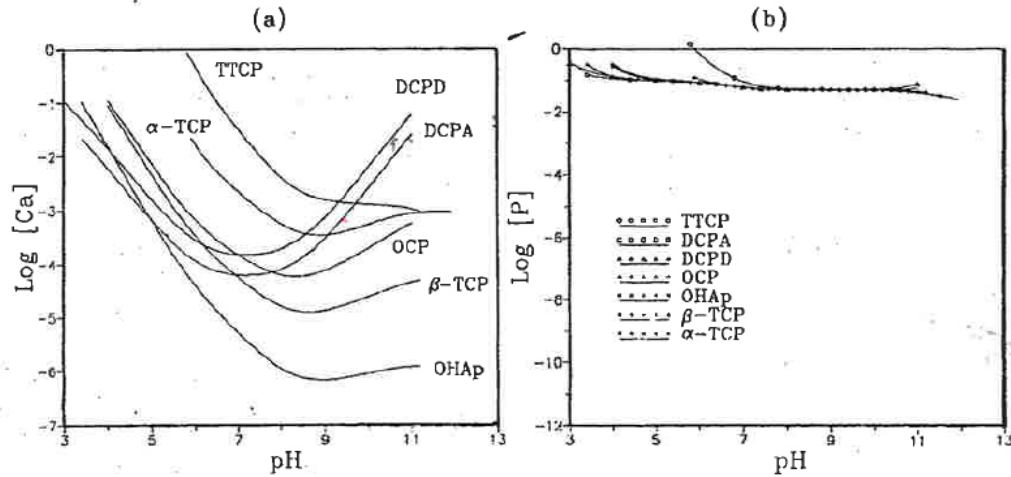 (a)
0
-1
-2
-3
-4
-5
-6
-7
Log [Ca]
TTCP
α-TCP
DCPD
DCPA
OCP
β-TCP
OHAp
3 5 7 9 11 13
pH
(b)
0
-2
-4
-6
-8
-10
-12
Log [P]
TTCP
DCPA
DCPD
OCP
OHAp
β-TCP
α-TCP
3 5 7 9 11 13
pH